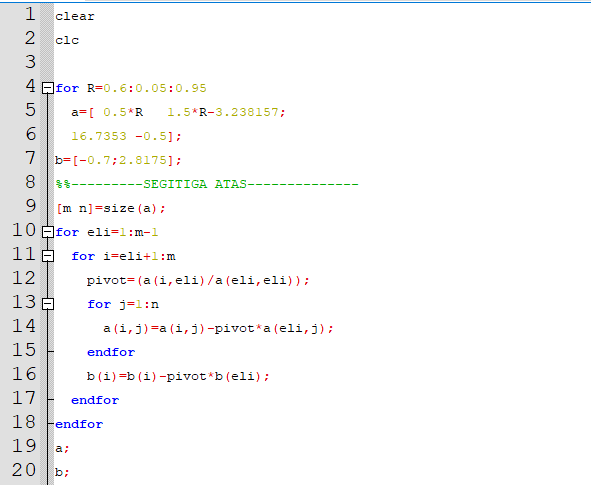 1 clear
2 clc
3
4 for R=0.6:0.05:0.95
5 a=[ 0.5*R 1.5*R-3.238157;
6 16.7353 -0.5];
7 b=[-0.7;2.8175];
8 %%---------SEGITIGA ATAS--------------
9 [m n]=size(a);
10 for eli=1:m-1
11 for i=eli+1:m
12 pivot=(a(i,eli)/a(eli,eli));
13 for j=1:n
14 a(i,j)=a(i,j)-pivot*a(eli,j);
15 endfor
16 b(i)=b(i)-pivot*b(eli);
17 endfor
18 endfor
19 a;
20 b;